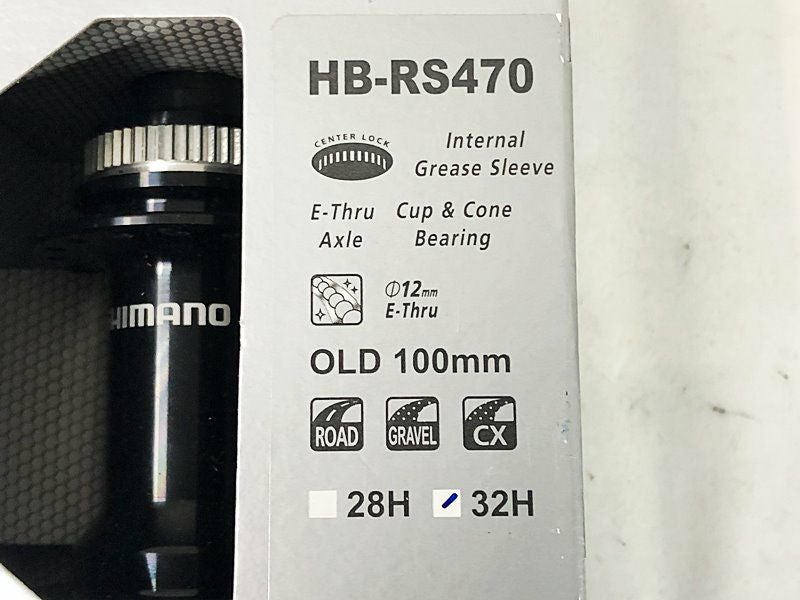 HB-RS470
CENTER LOCK
Internal
Grease Sleeve
E-Thru
Axle
Cup & Cone
Bearing
Φ12mm
E-Thru
SHIMANO
OLD 100mm
ROAD
GRAVEL
CX
28H
32H